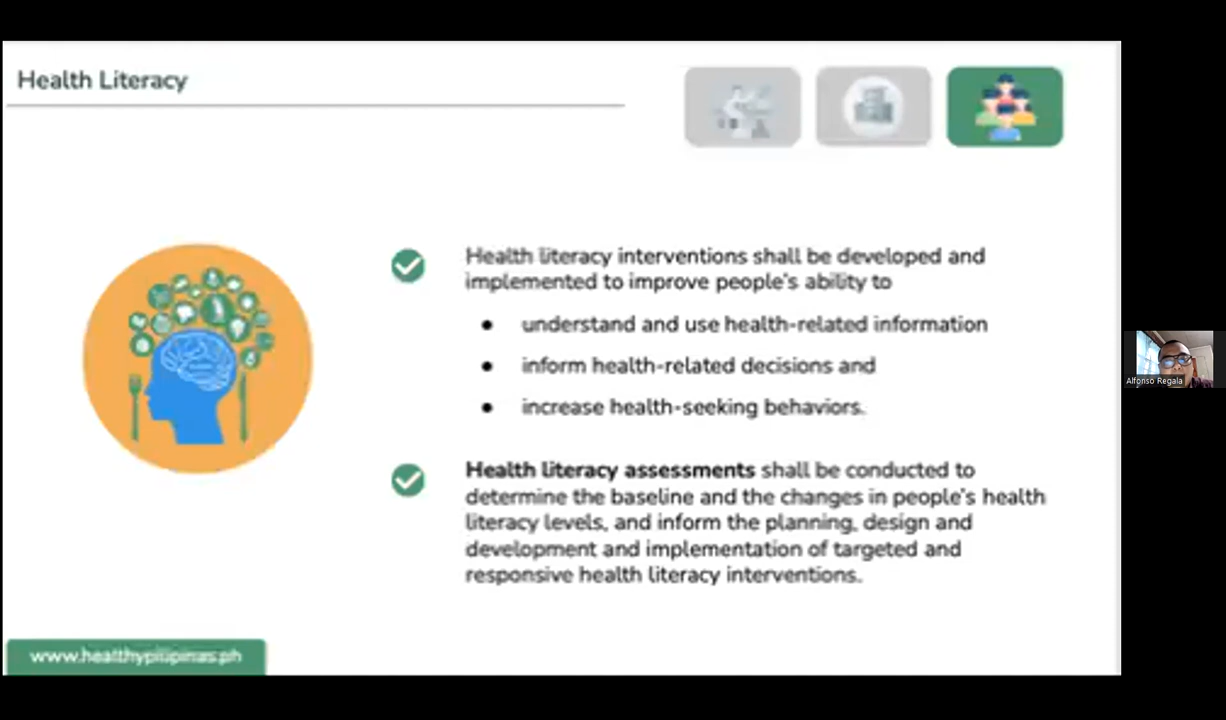 Health Literacy
Health literacy interventions shall be developed and
implemented to improve people's ability to
● understand and use health-related information
● inform health-related decisions and
● increase health-seeking behaviors.
Health literacy assessments shall be conducted to
determine the baseline and the changes in people's health
literacy levels, and inform the planning, design and
development and implementation of targeted and
responsive health literacy interventions.
www.healthypilipinas.ph
Alfonso Regala